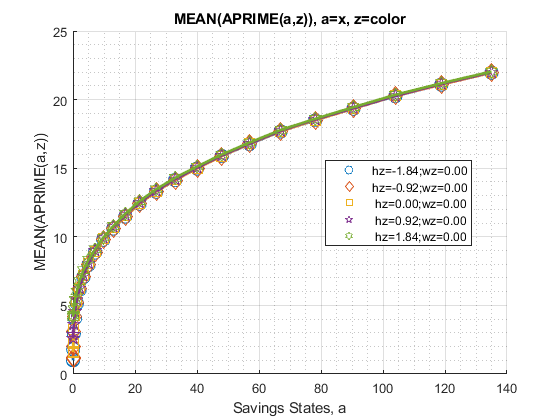 MEAN(APRIME(a,z)), a=x, z=color
MEAN(APRIME(a,z))
25
20
15
10
5
0
hz=-1.84;wz=0.00
hz=-0.92;wz=0.00
hz=0.00;wz=0.00
hz=0.92;wz=0.00
hz=1.84;wz=0.00
0 20 40 60 80 100 120 140
Savings States, a